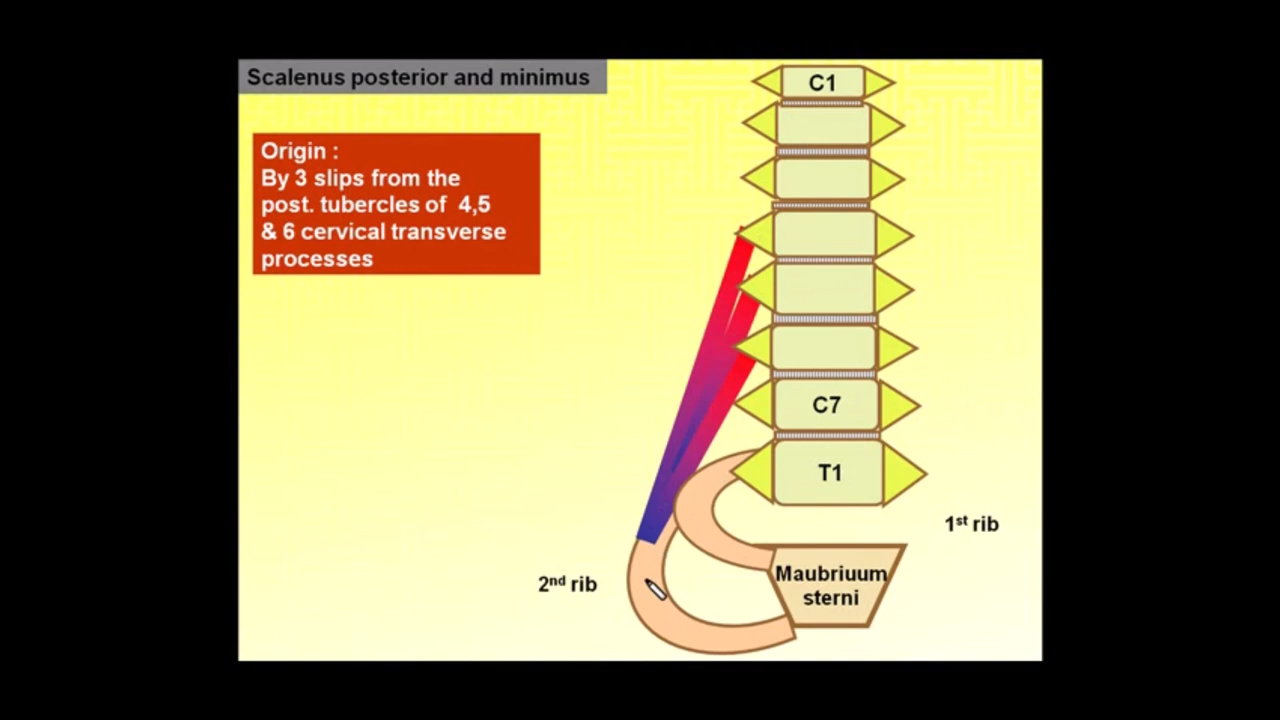 Scalenus posterior and minimus
Origin :
By 3 slips from the
post. tubercles of 4,5
& 6 cervical transverse
processes
C1
C7
T1
1st rib
2nd rib
Maubriuum
sterni